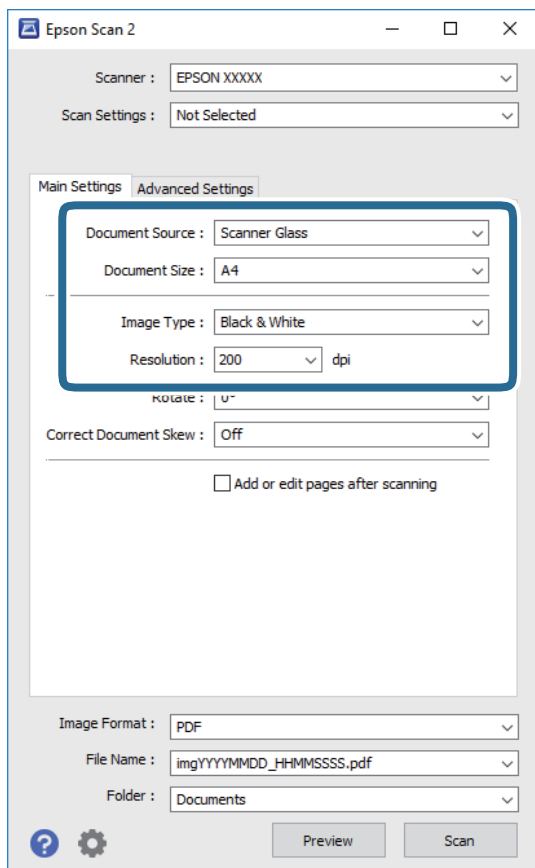 Epson Scan 2
Scanner : EPSON XXXXX
Scan Settings : Not Selected
Main Settings Advanced Settings
Document Source : Scanner Glass
Document Size : A4
Image Type : Black & White
Resolution : 200 dpi
Rotate : 0°
Correct Document Skew : Off
Add or edit pages after scanning
Image Format : PDF
File Name : imgYYYYMMDD_HHMMSSSS.pdf
Folder : Documents
? Preview Scan